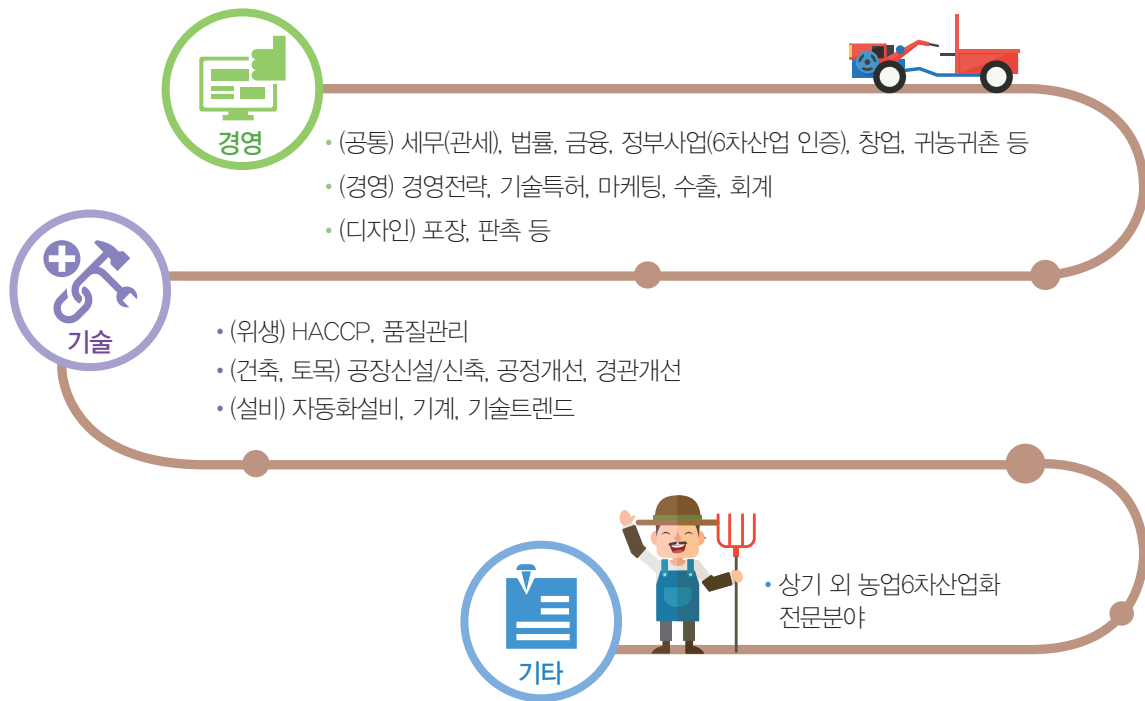 경영
• (공통) 세무(관세), 법률, 금융, 정부사업(6차산업 인증), 창업, 귀농귀촌 등
• (경영) 경영전략, 기술특허, 마케팅, 수출, 회계
• (디자인) 포장, 판촉 등
기술
• (위생) HACCP, 품질관리
• (건축, 토목) 공장신설/신축, 공정개선, 경관개선
• (설비) 자동화설비, 기계, 기술트렌드
기타
• 상기 외 농업6차산업화
전문분야